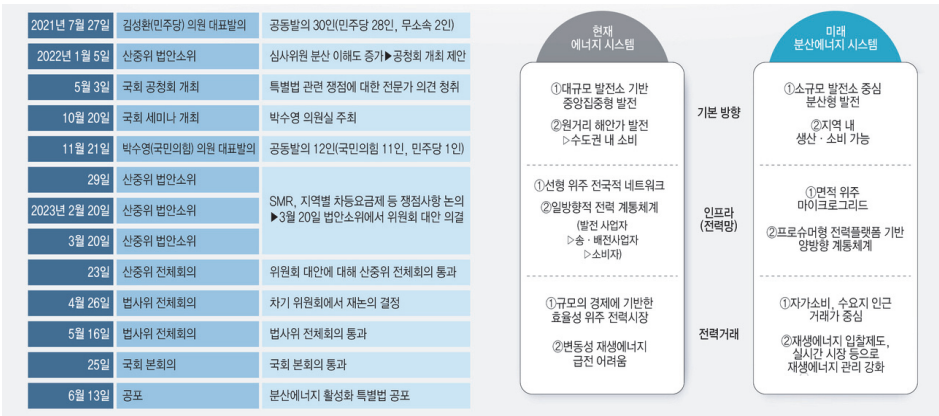 2021년 7월 27일 김성환(민주당) 의원 대표발의 공동발의 30인(민주당 28인, 무소속 2인)
2022년 1월 5일 산중위 법안소위 심사위원 분산 이해도 증가▶공청회 개최 제안
5월 3일 국회 공청회 개최 특별법 관련 쟁점에 대한 전문가 의견 청취
10월 20일 국회 세미나 개최 박수영 의원실 주최
11월 21일 박수영(국민의힘) 의원 대표발의 공동발의 12인(국민의힘 11인, 민주당 1인)
29일 산중위 법안소위
2023년 2월 20일 산중위 법안소위
3월 20일 산중위 법안소위
SMR, 지역별 차등요금제 등 쟁점사항 논의
▶3월 20일 법안소위에서 위원회 대안 의결
23일 산중위 전체회의 위원회 대안에 대해 산중위 전체회의 통과
4월 26일 법사위 전체회의 차기 위원회에서 재논의 결정
5월 16일 법사위 전체회의 법사위 전체회의 통과
25일 국회 본회의 국회 본회의 통과
6월 13일 공포 분산에너지 활성화 특별법 공포
현재
에너지 시스템
①대규모 발전소 기반
중앙집중형 발전
②원거리 해안가 발전
▷수도권 내 소비
①선형 위주 전국적 네트워크
②일방향적 전력 계통체계
(발전 사업자
▷송·배전사업자
▷소비자)
①규모의 경제에 기반한
효율성 위주 전력시장
②변동성 재생에너지
급전 어려움
기본 방향
인프라
(전력망)
전력거래
미래
분산에너지 시스템
①소규모 발전소 중심
분산형 발전
②지역 내
생산·소비 가능
①면적 위주
마이크로그리드
②프로슈머형 전력플랫폼 기반
양방향 계통체계
①자가소비, 수요지 인근
거래가 중심
②재생에너지 입찰제도,
실시간 시장 등으로
재생에너지 관리 강화